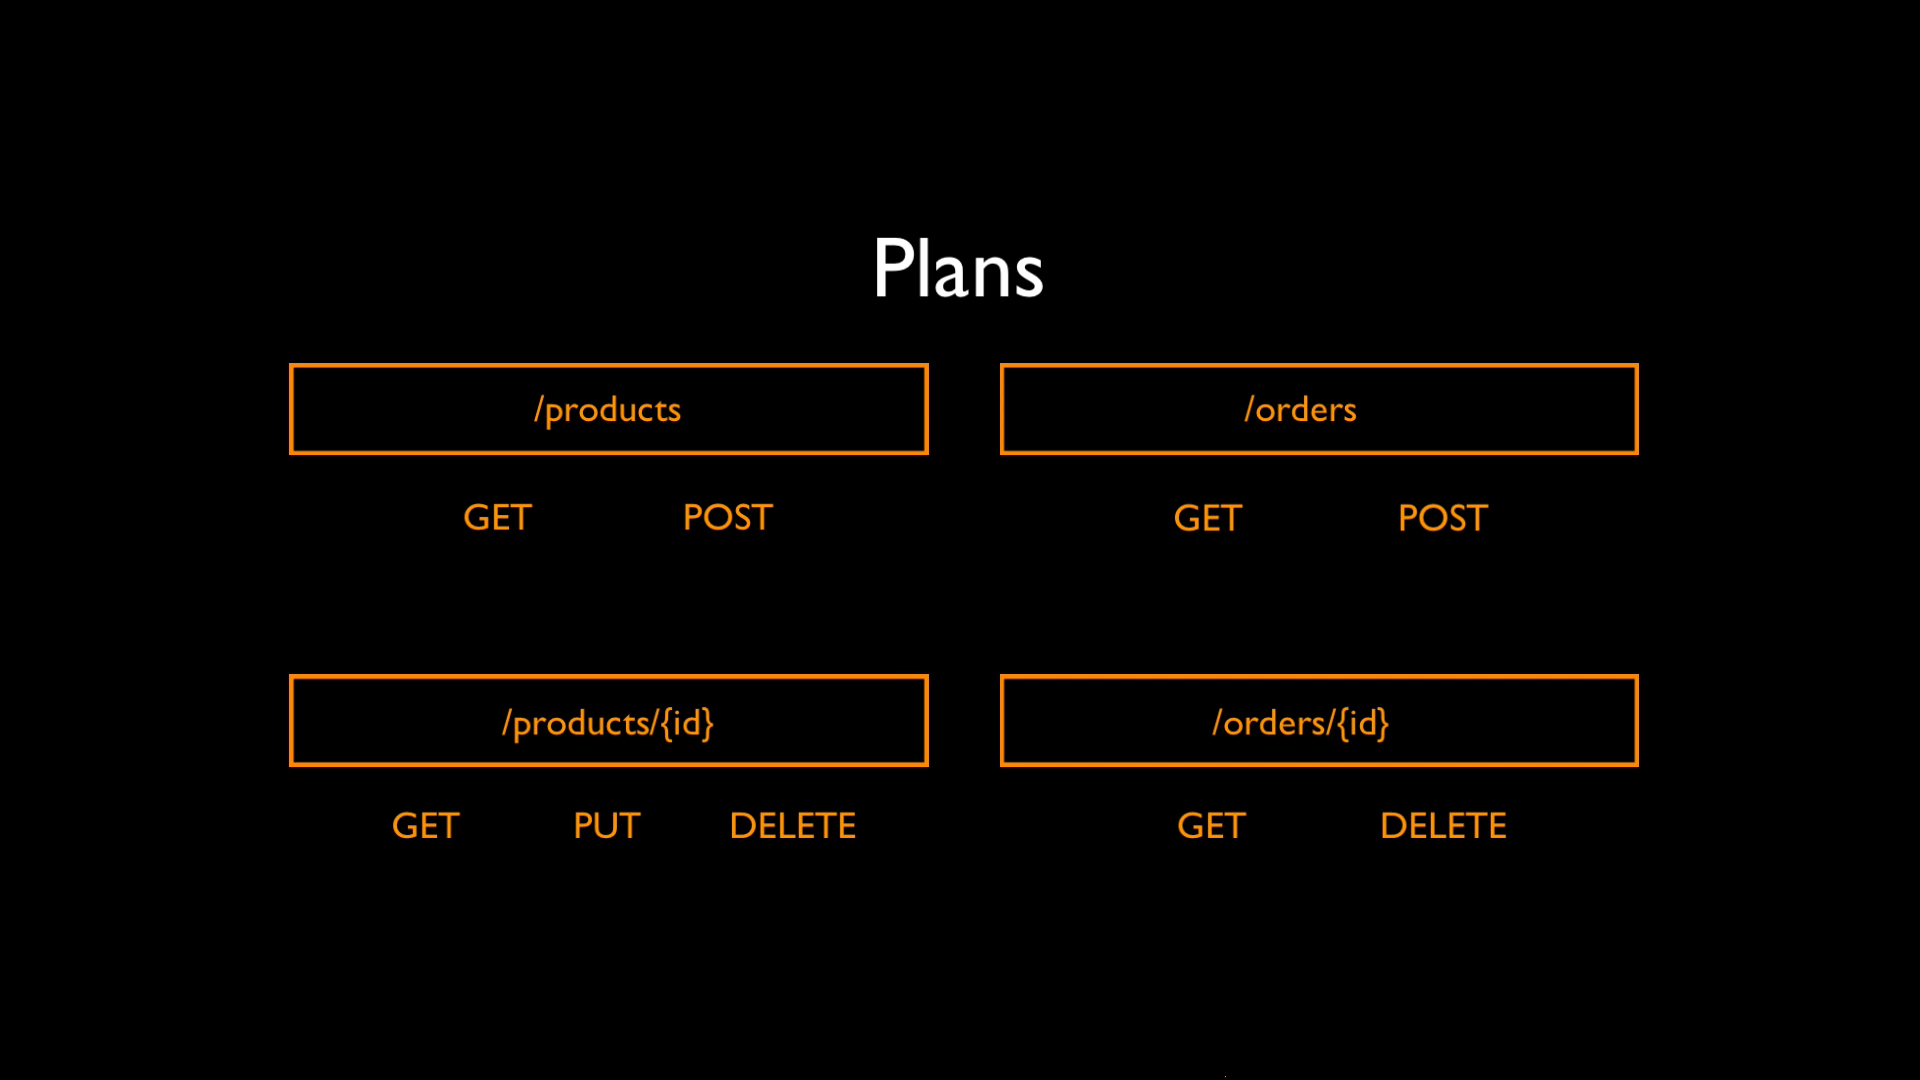 Plans
/products
/orders
GET POST
GET POST
/products/{id}
/orders/{id}
GET PUT DELETE
GET DELETE